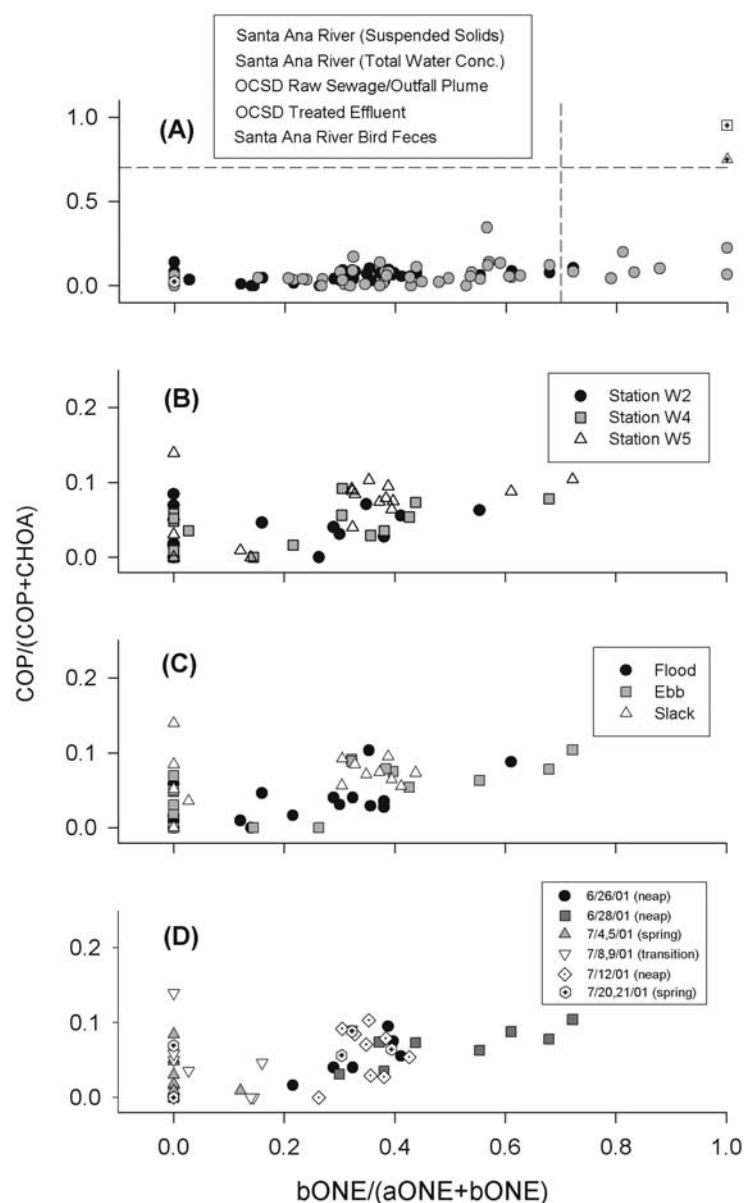 Santa Ana River (Suspended Solids)
Santa Ana River (Total Water Conc.)
OCSD Raw Sewage/Outfall Plume
OCSD Treated Effluent
Santa Ana River Bird Feces
(A)
1.0
0.5
0.0
(B)
Station W2
Station W4
Station W5
0.2
0.1
0.0
COP/(COP+CHOA)
(C)
Flood
Ebb
Slack
0.2
0.1
0.0
(D)
6/26/01 (neap)
6/28/01 (neap)
7/4,5/01 (spring)
7/8,9/01 (transition)
7/12/01 (neap)
7/20,21/01 (spring)
0.2
0.1
0.0
0.0 0.2 0.4 0.6 0.8 1.0
bONE/(aONE+bONE)